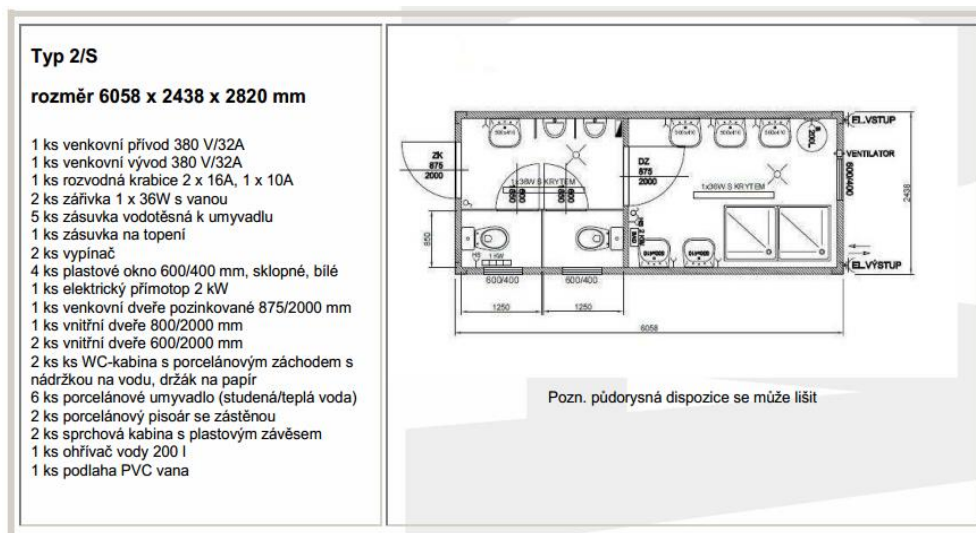 Typ 2/S
rozměr 6058 x 2438 x 2820 mm
1 ks venkovní přívod 380 V/32A
1 ks venkovní vývod 380 V/32A
1 ks rozvodná krabice 2 x 16A, 1 x 10A
2 ks zářivka 1 x 36W s vanou
5 ks zásuvka vodotěsná k umyvadlu
1 ks zásuvka na topení
2 ks vypínač
4 ks plastové okno 600/400 mm, sklopné, bílé
1 ks elektrický přímotop 2 kW
1 ks venkovní dveře pozinkované 875/2000 mm
1 ks vnitřní dveře 800/2000 mm
2 ks vnitřní dveře 600/2000 mm
2 ks ks WC-kabina s porcelánovým záchodem s
nádržkou na vodu, držák na papír
6 ks porcelánové umyvadlo (studená/teplá voda)
2 ks porcelánový pisoár se zástěnou
2 ks sprchová kabina s plastovým závěsem
1 ks ohřívač vody 200 l
1 ks podlaha PVC vana
EL.VSTUP
200L
VENTILATOR
ZK
875
2000
DZ
875
2000
1x36W S KRYTEM
1x36W S KRYTEM
600/400
2438
850
1 KW
EL.VÝSTUP
600/400
600/400
1250
1250
6058
Pozn. půdorysná dispozice se může lišit